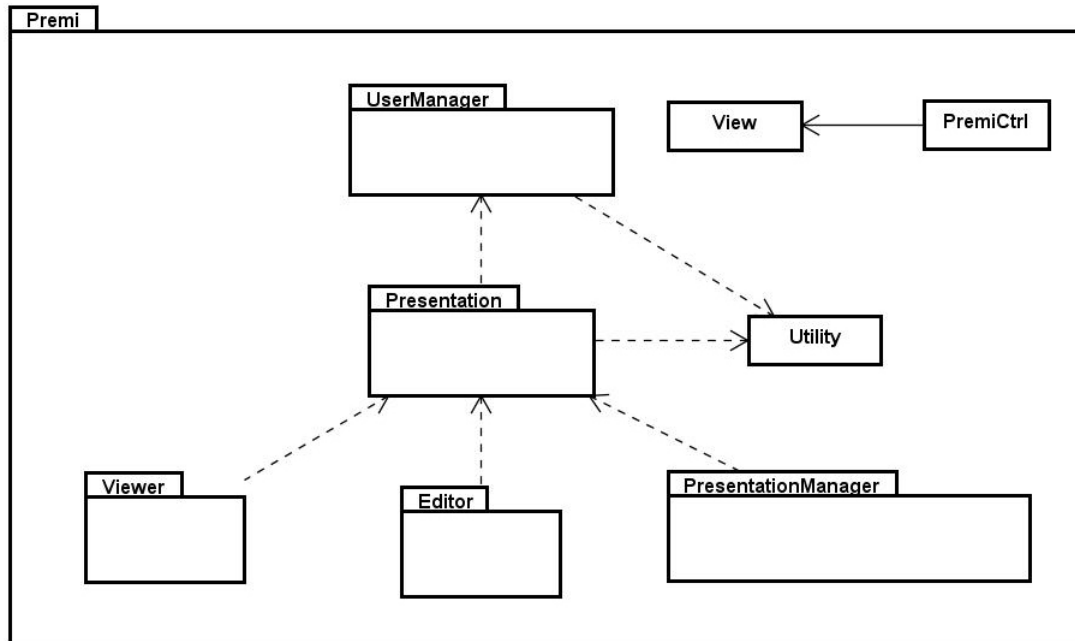 Premi
UserManager
View
PremiCtrl
Presentation
Utility
Viewer
Editor
PresentationManager